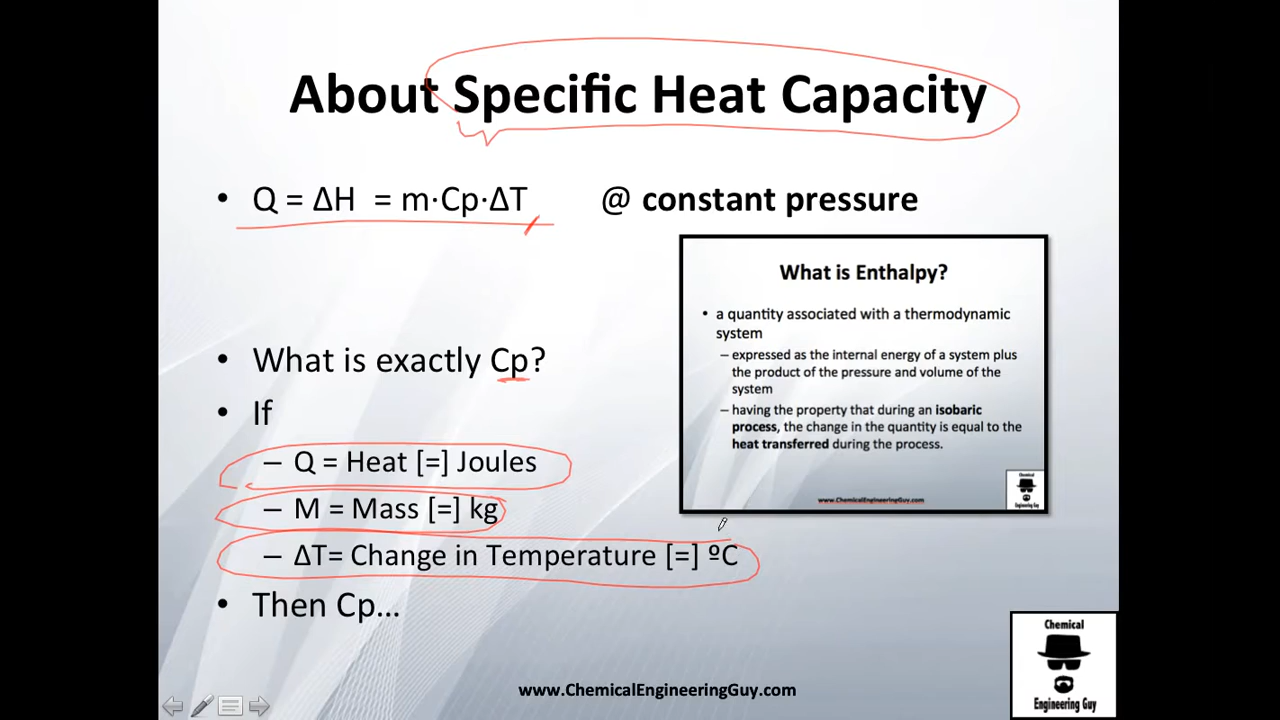 About Specific Heat Capacity
• Q = ΔH = m·Cp·ΔT @ constant pressure
What is Enthalpy?
• a quantity associated with a thermodynamic
system
– expressed as the internal energy of a system plus
the product of the pressure and volume of the
system
– having the property that during an isobaric
process, the change in the quantity is equal to the
heat transferred during the process.
www.ChemicalEngineeringGuy.com
Chemical
Engineering Guy
• What is exactly Cp?
• If
– Q = Heat [=] Joules
– M = Mass [=] kg
– ΔT= Change in Temperature [=] ºC
• Then Cp...
www.ChemicalEngineeringGuy.com
Chemical
Engineering Guy